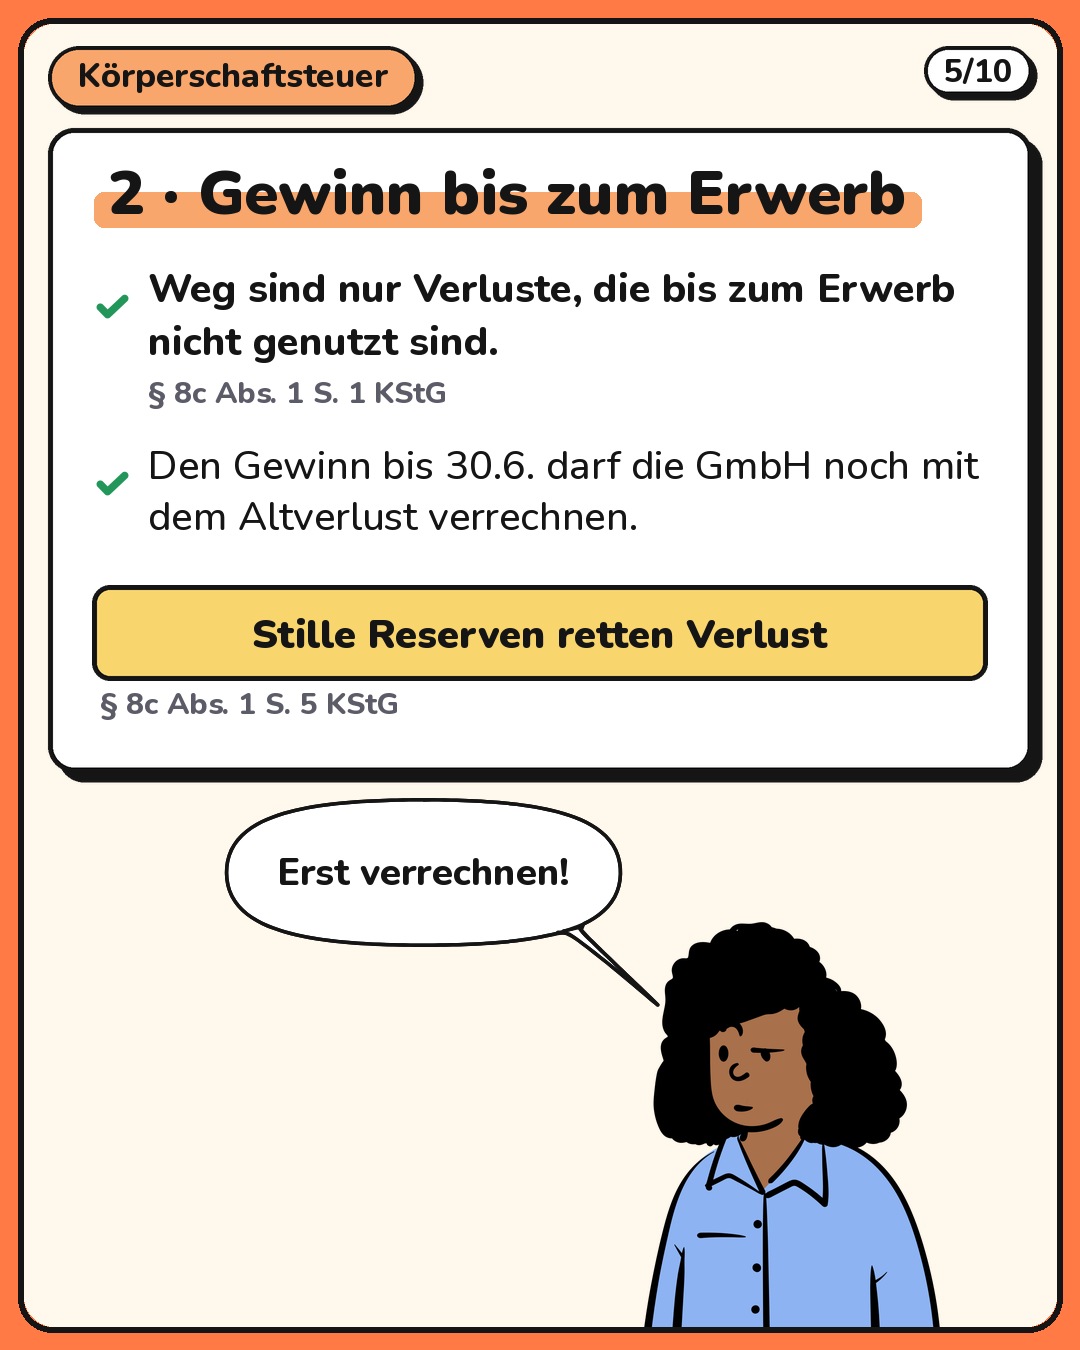 Körperschaftsteuer
5/10
2 · Gewinn bis zum Erwerb
Weg sind nur Verluste, die bis zum Erwerb
nicht genutzt sind.
§ 8c Abs. 1 S. 1 KStG
Den Gewinn bis 30.6. darf die GmbH noch mit
dem Altverlust verrechnen.
Stille Reserven retten Verlust
§ 8c Abs. 1 S. 5 KStG
Erst verrechnen!